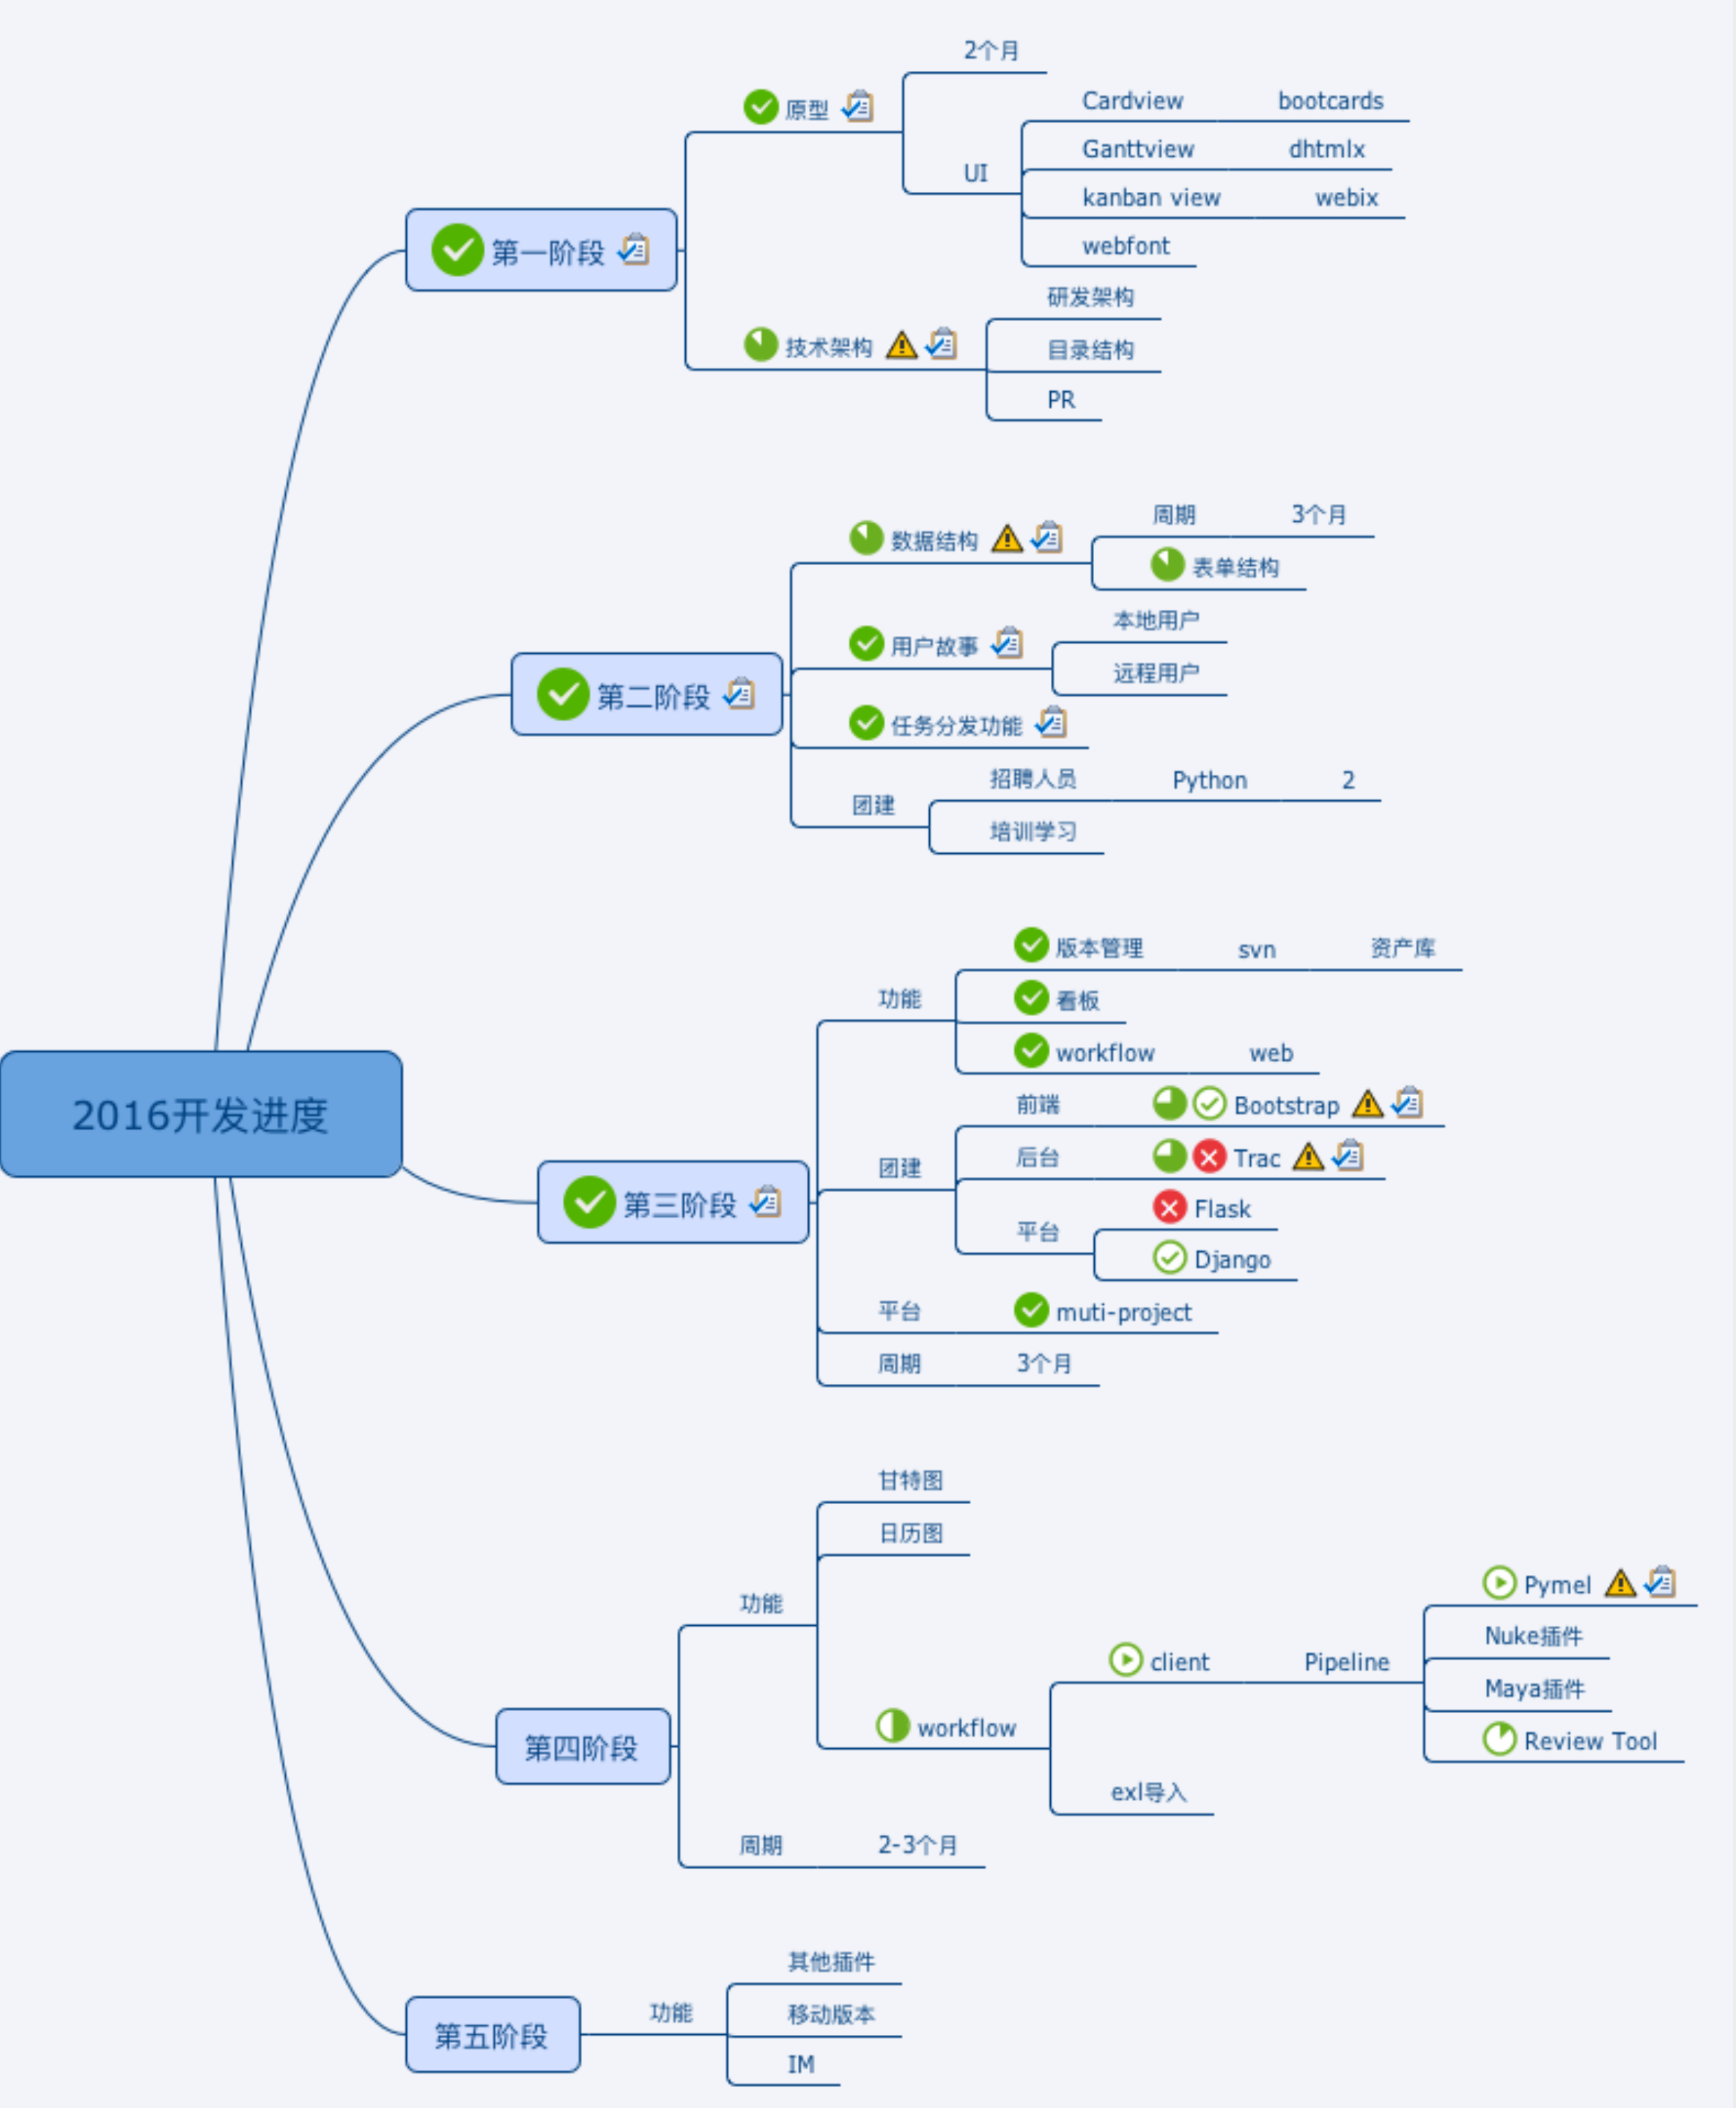 2016开发进度
第一阶段
原型
2个月
UI
Cardview bootcards
Ganttview dhtmlx
kanban view webix
webfont
技术架构
研发架构
目录结构
PR
第二阶段
数据结构
周期 3个月
表单结构
用户故事
本地用户
远程用户
任务分发功能
团建
招聘人员 Python 2
培训学习
第三阶段
功能
版本管理 svn 资产库
看板
workflow web
团建
前端 Bootstrap
后台 Trac
平台
Flask
Django
平台 muti-project
周期 3个月
第四阶段
功能
甘特图
日历图
workflow
client Pipeline
Pymel
Nuke插件
Maya插件
Review Tool
exl导入
周期 2-3个月
第五阶段
功能
其他插件
移动版本
IM